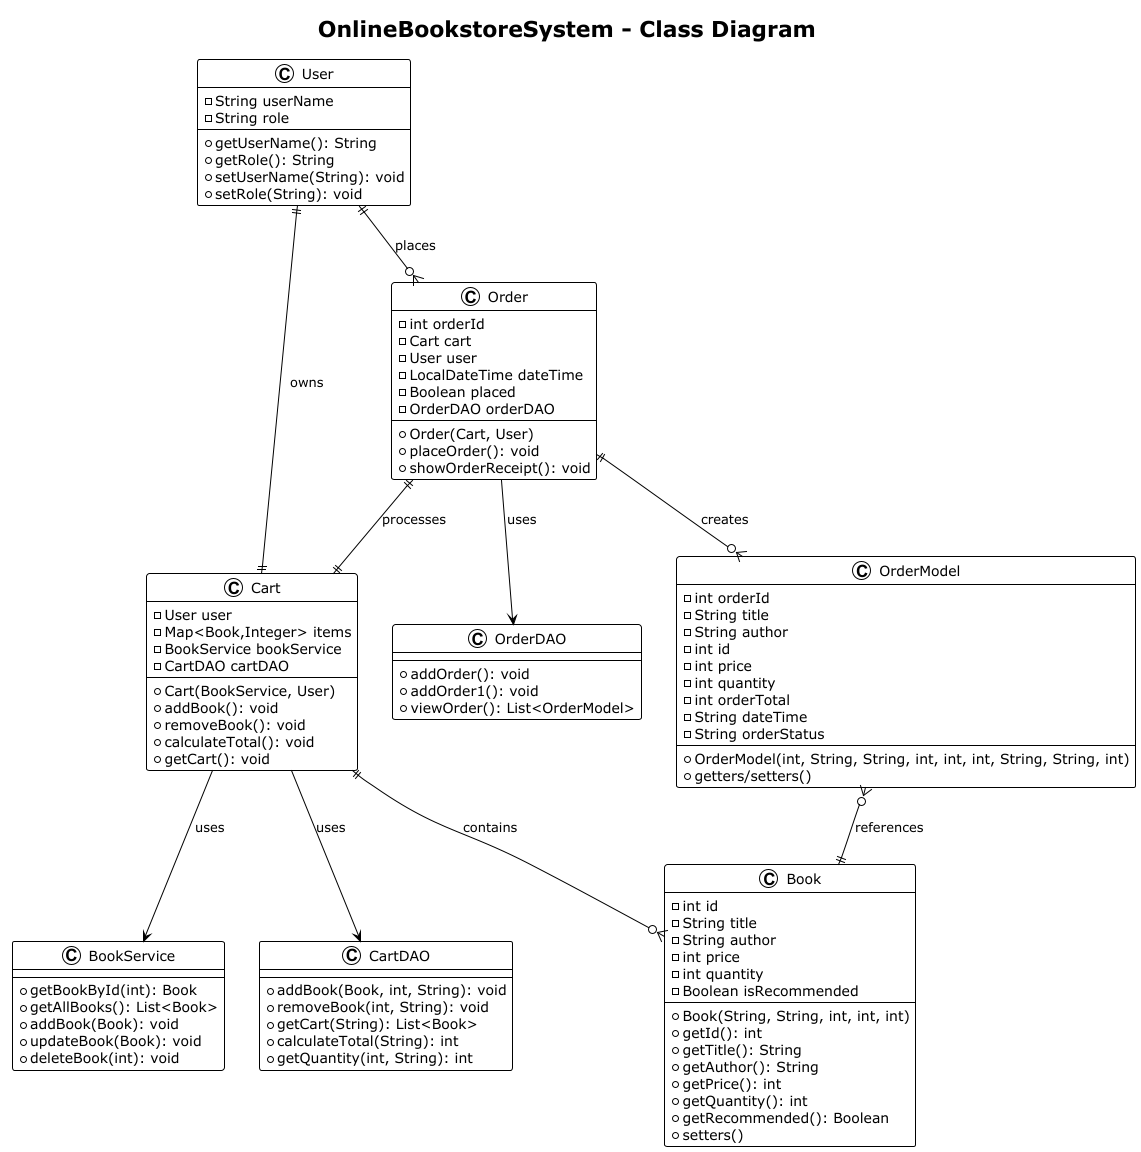 OnlineBookstoreSystem - Class Diagram
C User
String userName
String role
getUserName(): String
getRole(): String
setUserName(String): void
setRole(String): void
places
owns
C Order
int orderId
Cart cart
User user
LocalDateTime dateTime
Boolean placed
OrderDAO orderDAO
Order(Cart, User)
placeOrder(): void
showOrderReceipt(): void
processes
uses
creates
C Cart
User user
Map<Book,Integer> items
BookService bookService
CartDAO cartDAO
Cart(BookService, User)
addBook(): void
removeBook(): void
calculateTotal(): void
getCart(): void
C OrderDAO
addOrder(): void
addOrder1(): void
viewOrder(): List<OrderModel>
C OrderModel
int orderId
String title
String author
int id
int price
int quantity
int orderTotal
String dateTime
String orderStatus
OrderModel(int, String, String, int, int, int, String, String, int)
getters/setters()
uses
uses
contains
references
C BookService
getBookById(int): Book
getAllBooks(): List<Book>
addBook(Book): void
updateBook(Book): void
deleteBook(int): void
C CartDAO
addBook(Book, int, String): void
removeBook(int, String): void
getCart(String): List<Book>
calculateTotal(String): int
getQuantity(int, String): int
C Book
int id
String title
String author
int price
int quantity
Boolean isRecommended
Book(String, String, int, int, int)
getId(): int
getTitle(): String
getAuthor(): String
getPrice(): int
getQuantity(): int
getRecommended(): Boolean
setters()